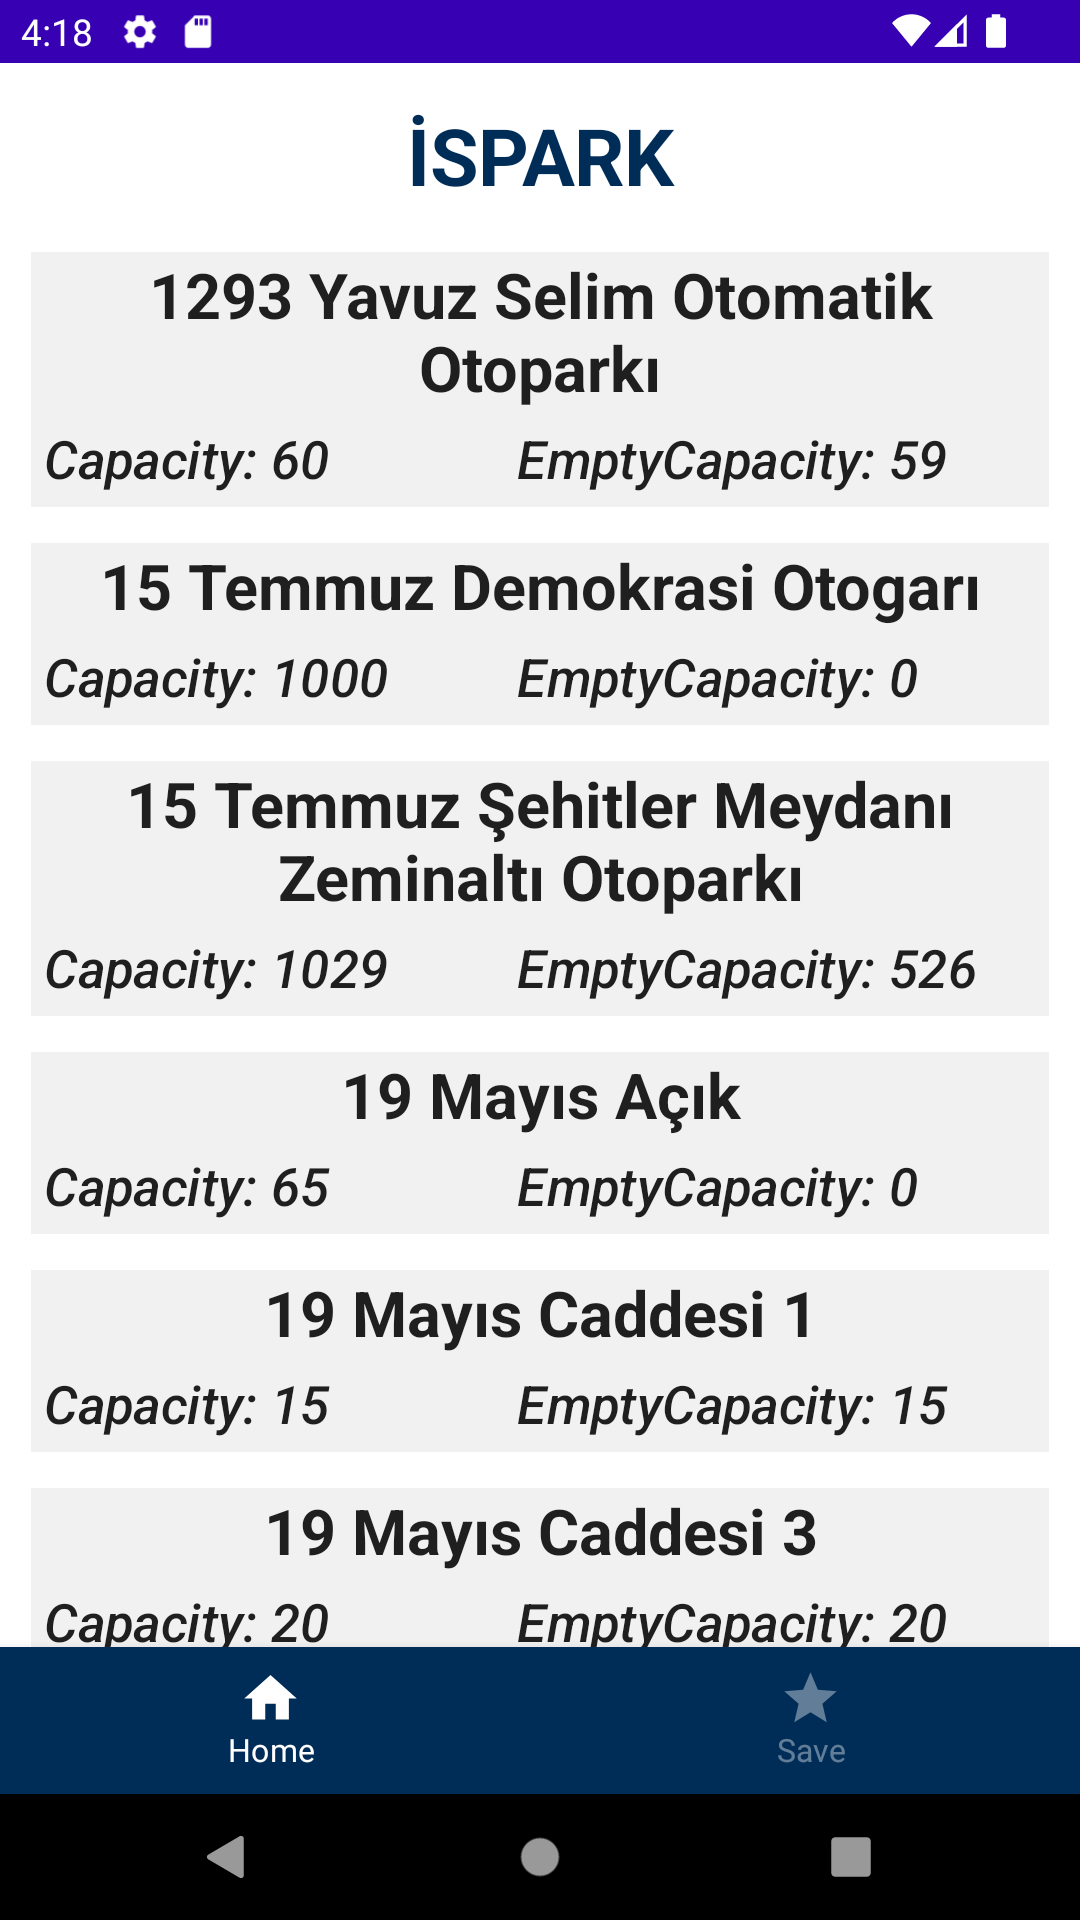 4:18
İSPARK
1293 Yavuz Selim Otomatik
Otoparkı
Capacity: 60 EmptyCapacity: 59
15 Temmuz Demokrasi Otogarı
Capacity: 1000 EmptyCapacity: 0
15 Temmuz Şehitler Meydanı
Zeminaltı Otoparkı
Capacity: 1029 EmptyCapacity: 526
19 Mayıs Açık
Capacity: 65 EmptyCapacity: 0
19 Mayıs Caddesi 1
Capacity: 15 EmptyCapacity: 15
19 Mayıs Caddesi 3
Capacity: 20 EmptyCapacity: 20
Home Save